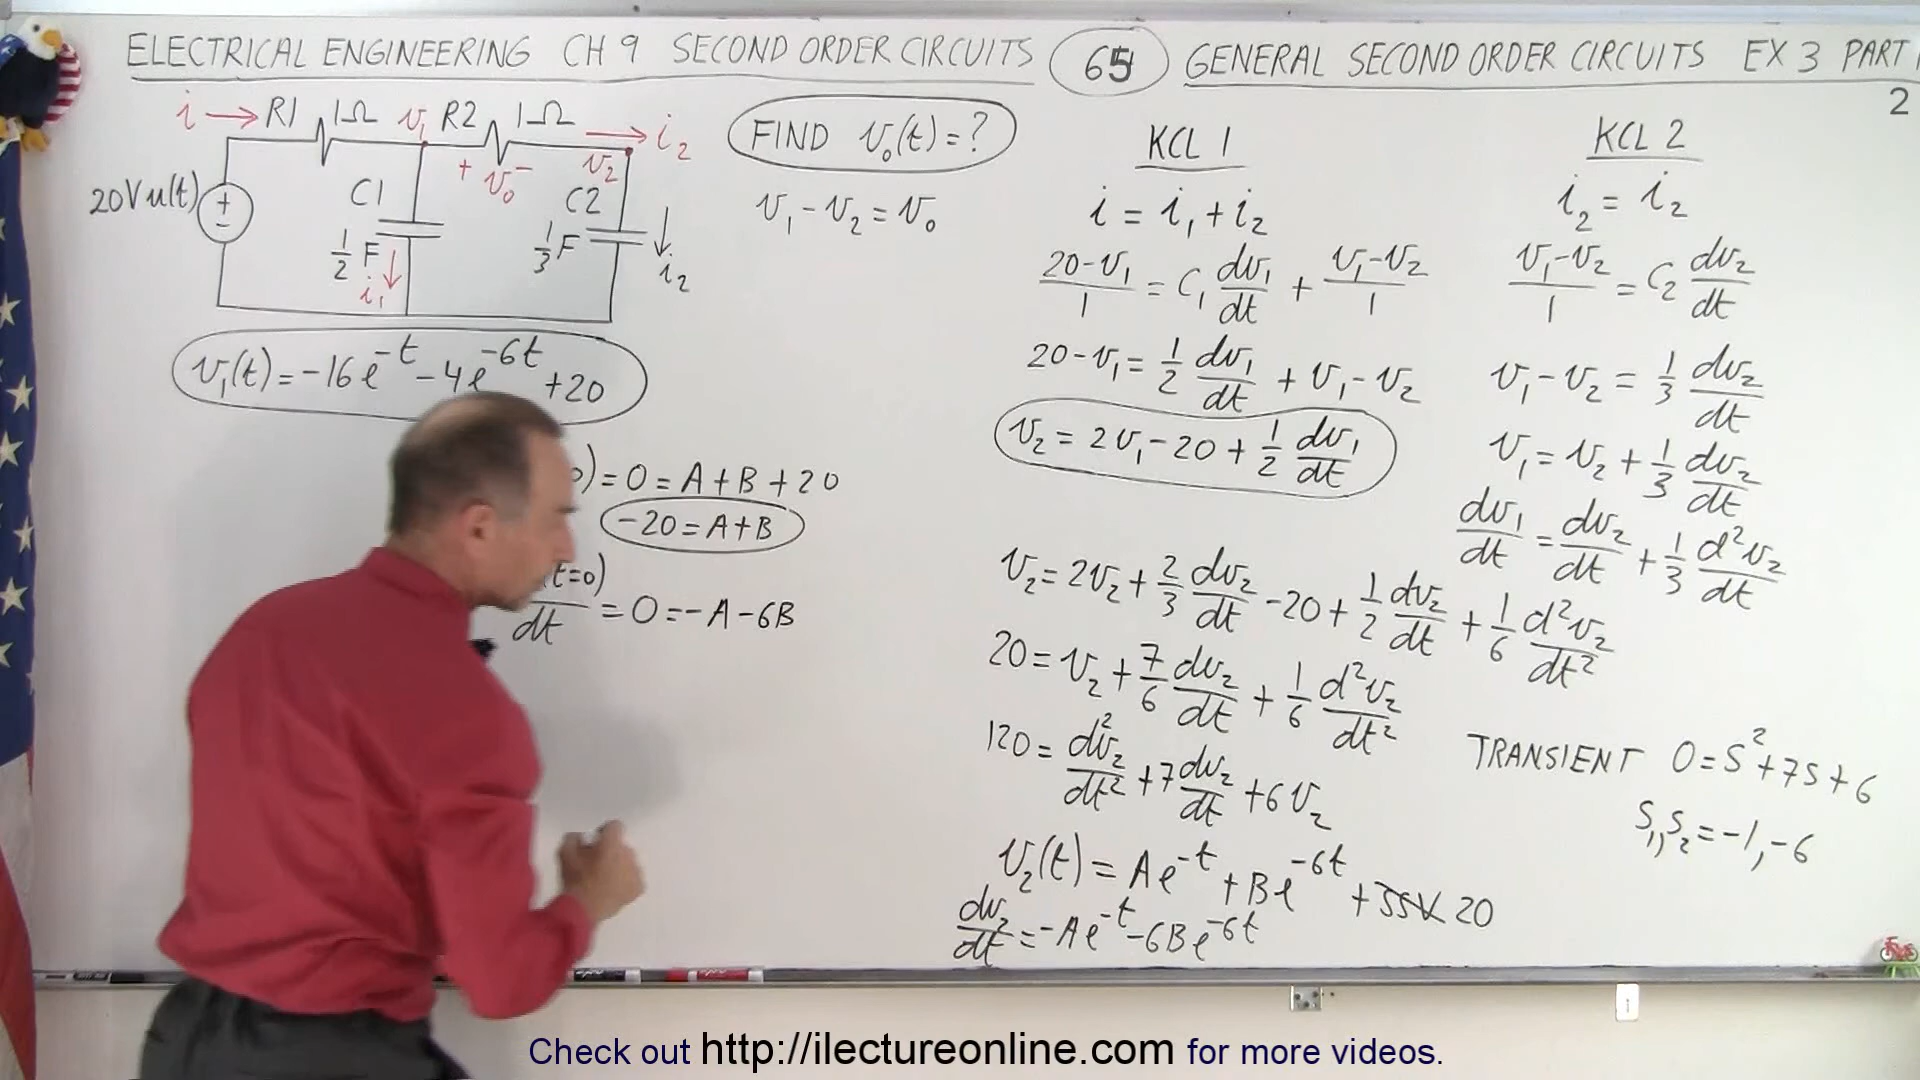 ELECTRICAL ENGINEERING CH 9 SECOND ORDER CIRCUITS 65 GENERAL SECOND ORDER CIRCUITS EX 3 PART
2
i → R1 1Ω v₁ R2 1Ω → i₂
+ v₀ - v₂
20V u(t) + -
C1 1/2 F i₁ ↓
C2 1/3 F ↓ i₂
v₁(t) = -16e^{-t} - 4e^{-6t} + 20
) = 0 = A + B + 20
-20 = A + B
(t=0)
dt = 0 = -A - 6B
FIND v₀(t) = ?
v₁ - v₂ = v₀
KCL 1
i = i₁ + i₂
(20 - v₁)/1 = C₁ dv₁/dt + (v₁ - v₂)/1
20 - v₁ = 1/2 dv₁/dt + v₁ - v₂
v₂ = 2v₁ - 20 + 1/2 dv₁/dt
v₂ = 2v₂ + 2/3 dv₂/dt - 20 + 1/2 dv₂/dt + 1/6 d²v₂/dt²
20 = v₂ + 7/6 dv₂/dt + 1/6 d²v₂/dt²
120 = d²v₂/dt² + 7 dv₂/dt + 6v₂
v₂(t) = Ae^{-t} + Be^{-6t} + 20
dv₂/dt = -Ae^{-t} - 6Be^{-6t}
KCL 2
i₂ = i₂
(v₁ - v₂)/1 = C₂ dv₂/dt
v₁ - v₂ = 1/3 dv₂/dt
v₁ = v₂ + 1/3 dv₂/dt
dv₁/dt = dv₂/dt + 1/3 d²v₂/dt
TRANSIENT 0 = S² + 7S + 6
S₁, S₂ = -1, -6
Check out http://ilectureonline.com for more videos.